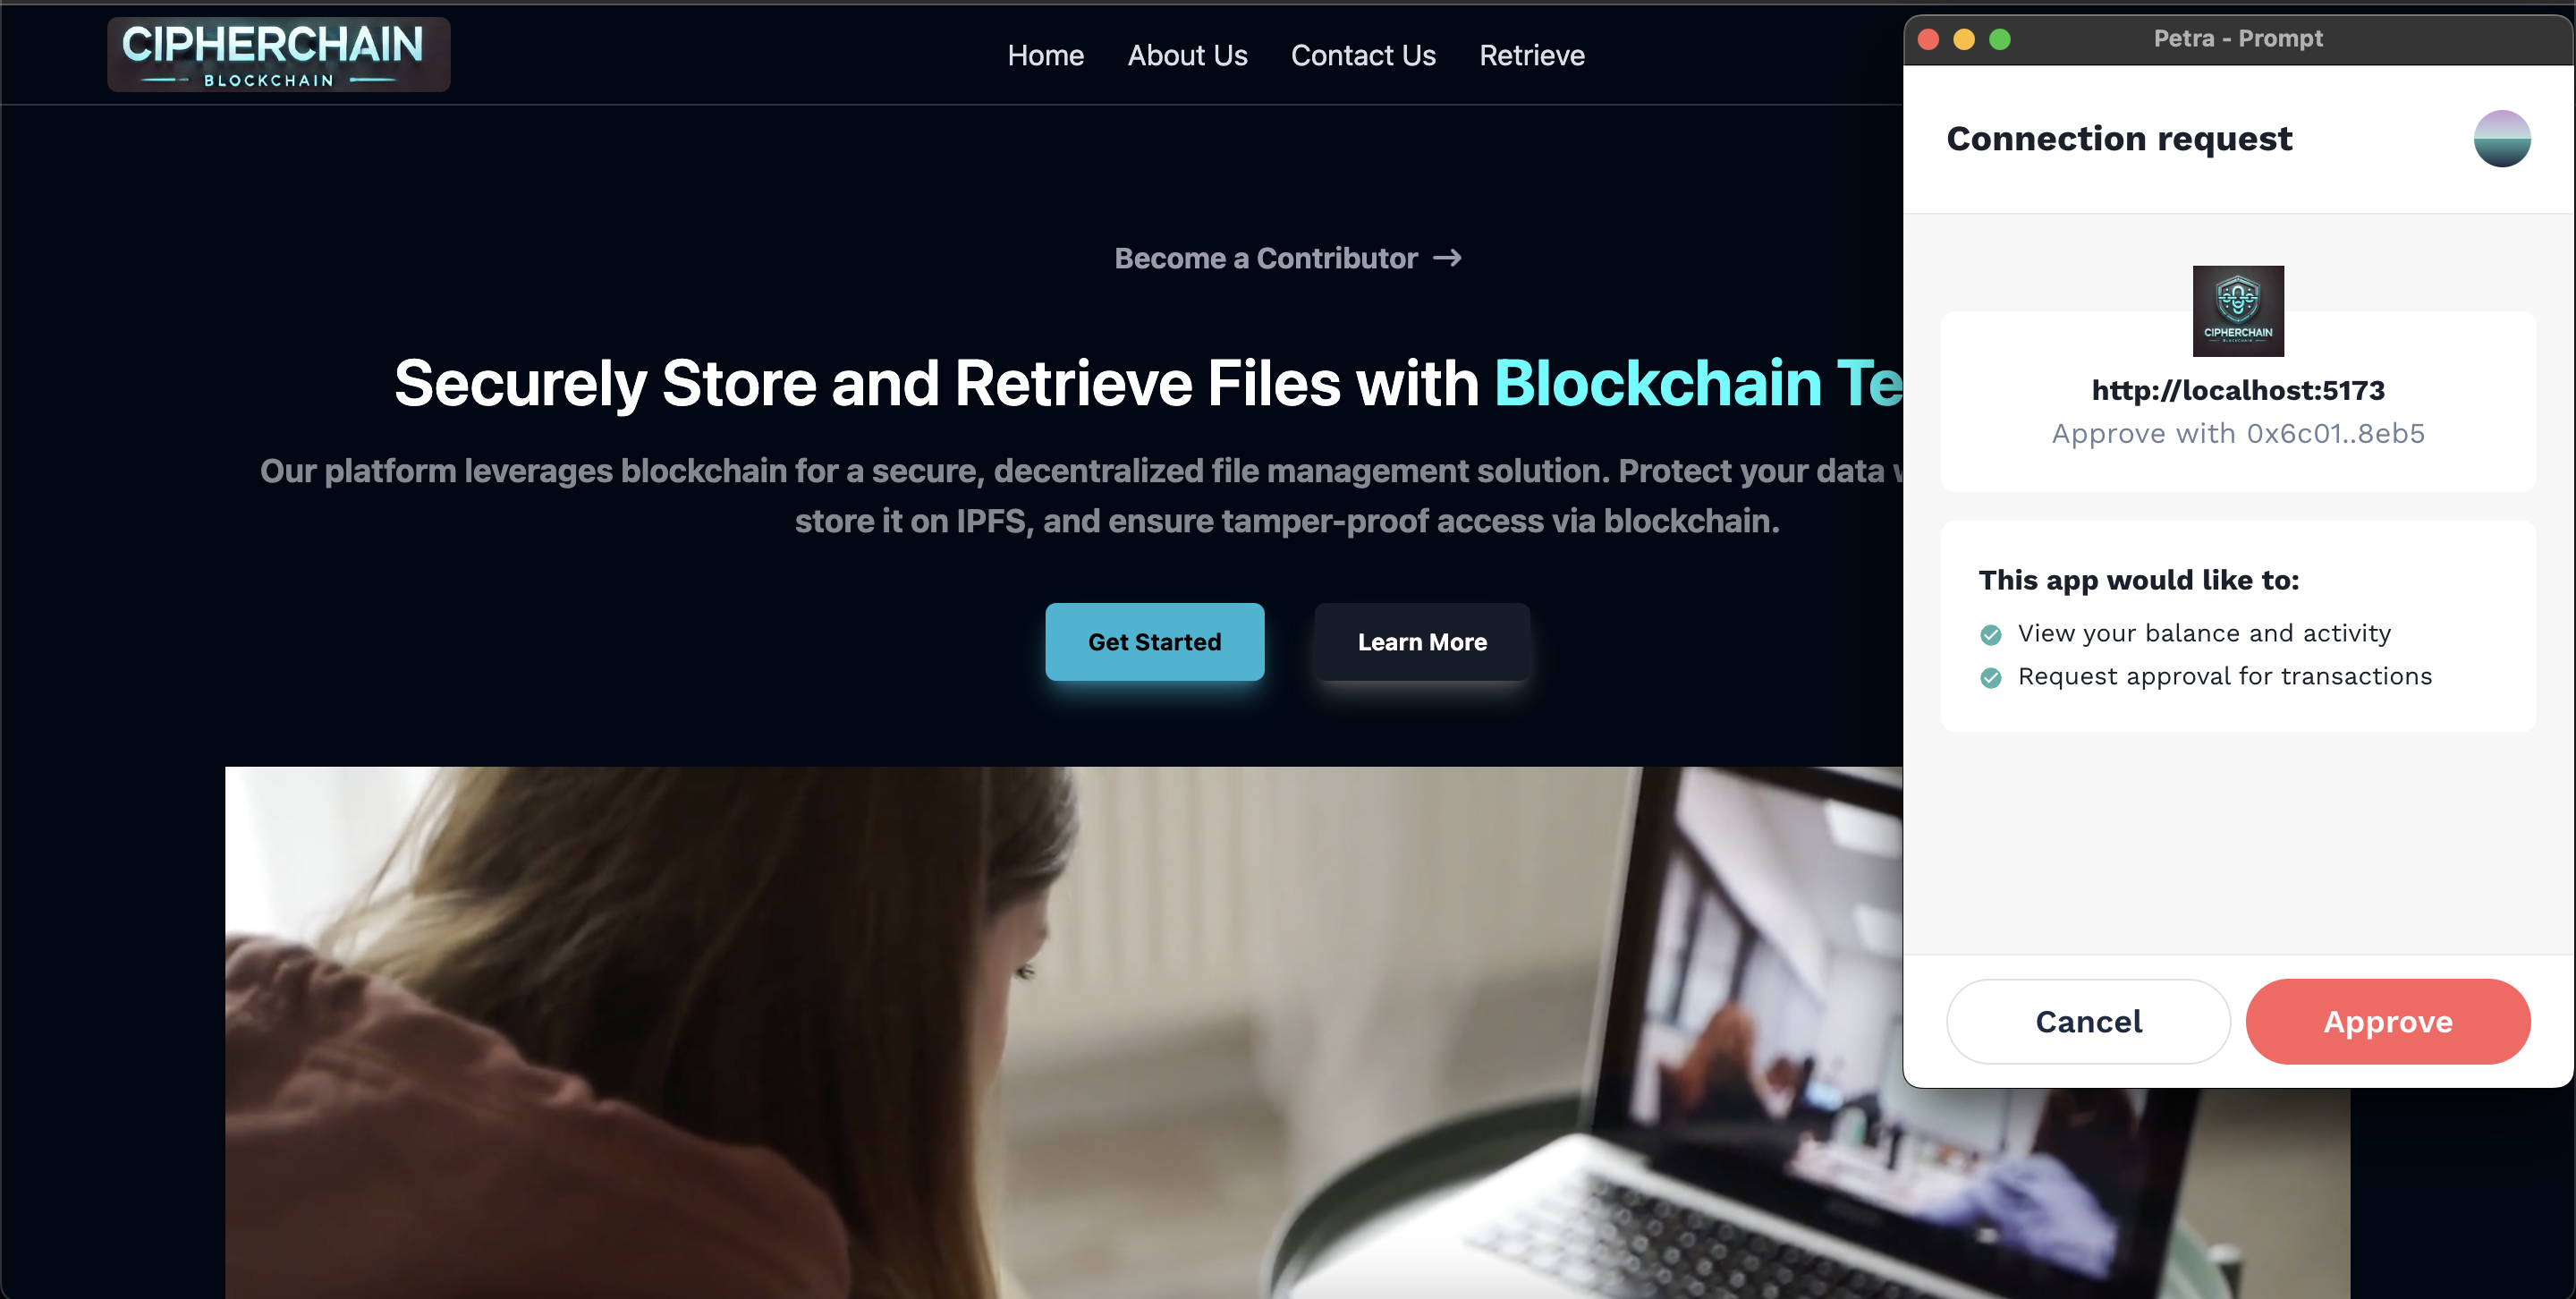 CIPHERCHAIN
BLOCKCHAIN
Home About Us Contact Us Retrieve
Become a Contributor →
Securely Store and Retrieve Files with Blockchain Te
Our platform leverages blockchain for a secure, decentralized file management solution. Protect your data
store it on IPFS, and ensure tamper-proof access via blockchain.
Get Started Learn More
Petra - Prompt
Connection request
CIPHERCHAIN
BLOCKCHAIN
http://localhost:5173
Approve with 0x6c01..8eb5
This app would like to:
View your balance and activity
Request approval for transactions
Cancel Approve